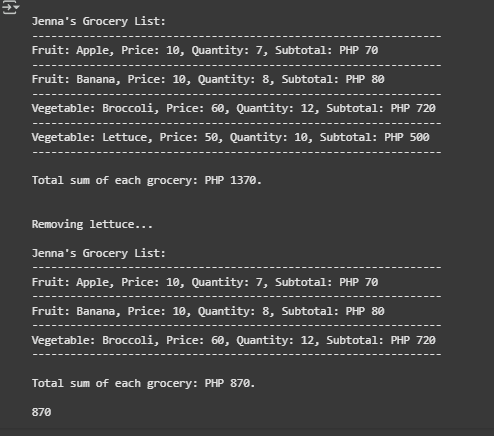 Jenna's Grocery List:
----------------------------------------------------------------
Fruit: Apple, Price: 10, Quantity: 7, Subtotal: PHP 70
----------------------------------------------------------------
Fruit: Banana, Price: 10, Quantity: 8, Subtotal: PHP 80
----------------------------------------------------------------
Vegetable: Broccoli, Price: 60, Quantity: 12, Subtotal: PHP 720
----------------------------------------------------------------
Vegetable: Lettuce, Price: 50, Quantity: 10, Subtotal: PHP 500
----------------------------------------------------------------
Total sum of each grocery: PHP 1370.
Removing lettuce...
Jenna's Grocery List:
----------------------------------------------------------------
Fruit: Apple, Price: 10, Quantity: 7, Subtotal: PHP 70
----------------------------------------------------------------
Fruit: Banana, Price: 10, Quantity: 8, Subtotal: PHP 80
----------------------------------------------------------------
Vegetable: Broccoli, Price: 60, Quantity: 12, Subtotal: PHP 720
----------------------------------------------------------------
Total sum of each grocery: PHP 870.
870